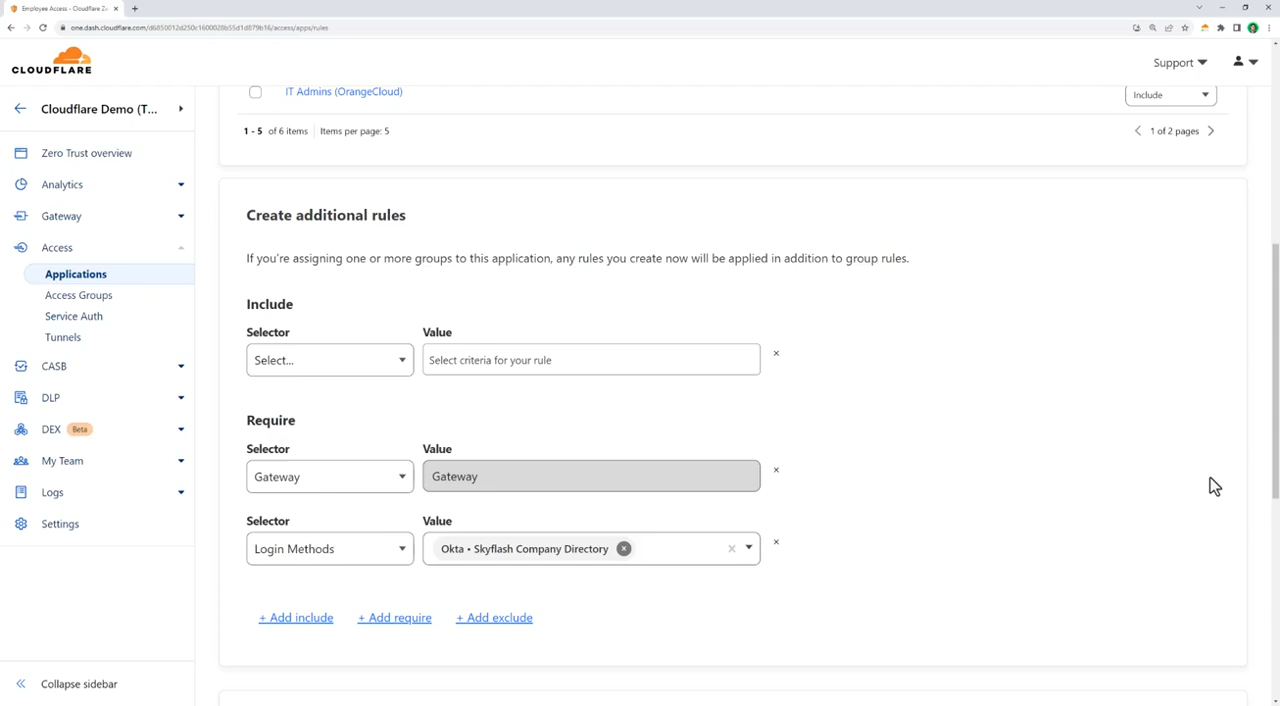 Employee Access - Cloudflare Ze
one.dash.cloudflare.com/d6850012d250c1600028b55d1d879b16/access/apps/rules
CLOUDFLARE
Support
Cloudflare Demo (T...
Zero Trust overview
Analytics
Gateway
Access
Applications
Access Groups
Service Auth
Tunnels
CASB
DLP
DEX Beta
My Team
Logs
Settings
Collapse sidebar
IT Admins (OrangeCloud)
Include
1 - 5 of 6 items Items per page: 5
1 of 2 pages
Create additional rules
If you're assigning one or more groups to this application, any rules you create now will be applied in addition to group rules.
Include
Selector Value
Select... Select criteria for your rule
Require
Selector Value
Gateway Gateway
Selector Value
Login Methods Okta • Skyflash Company Directory
+ Add include + Add require + Add exclude